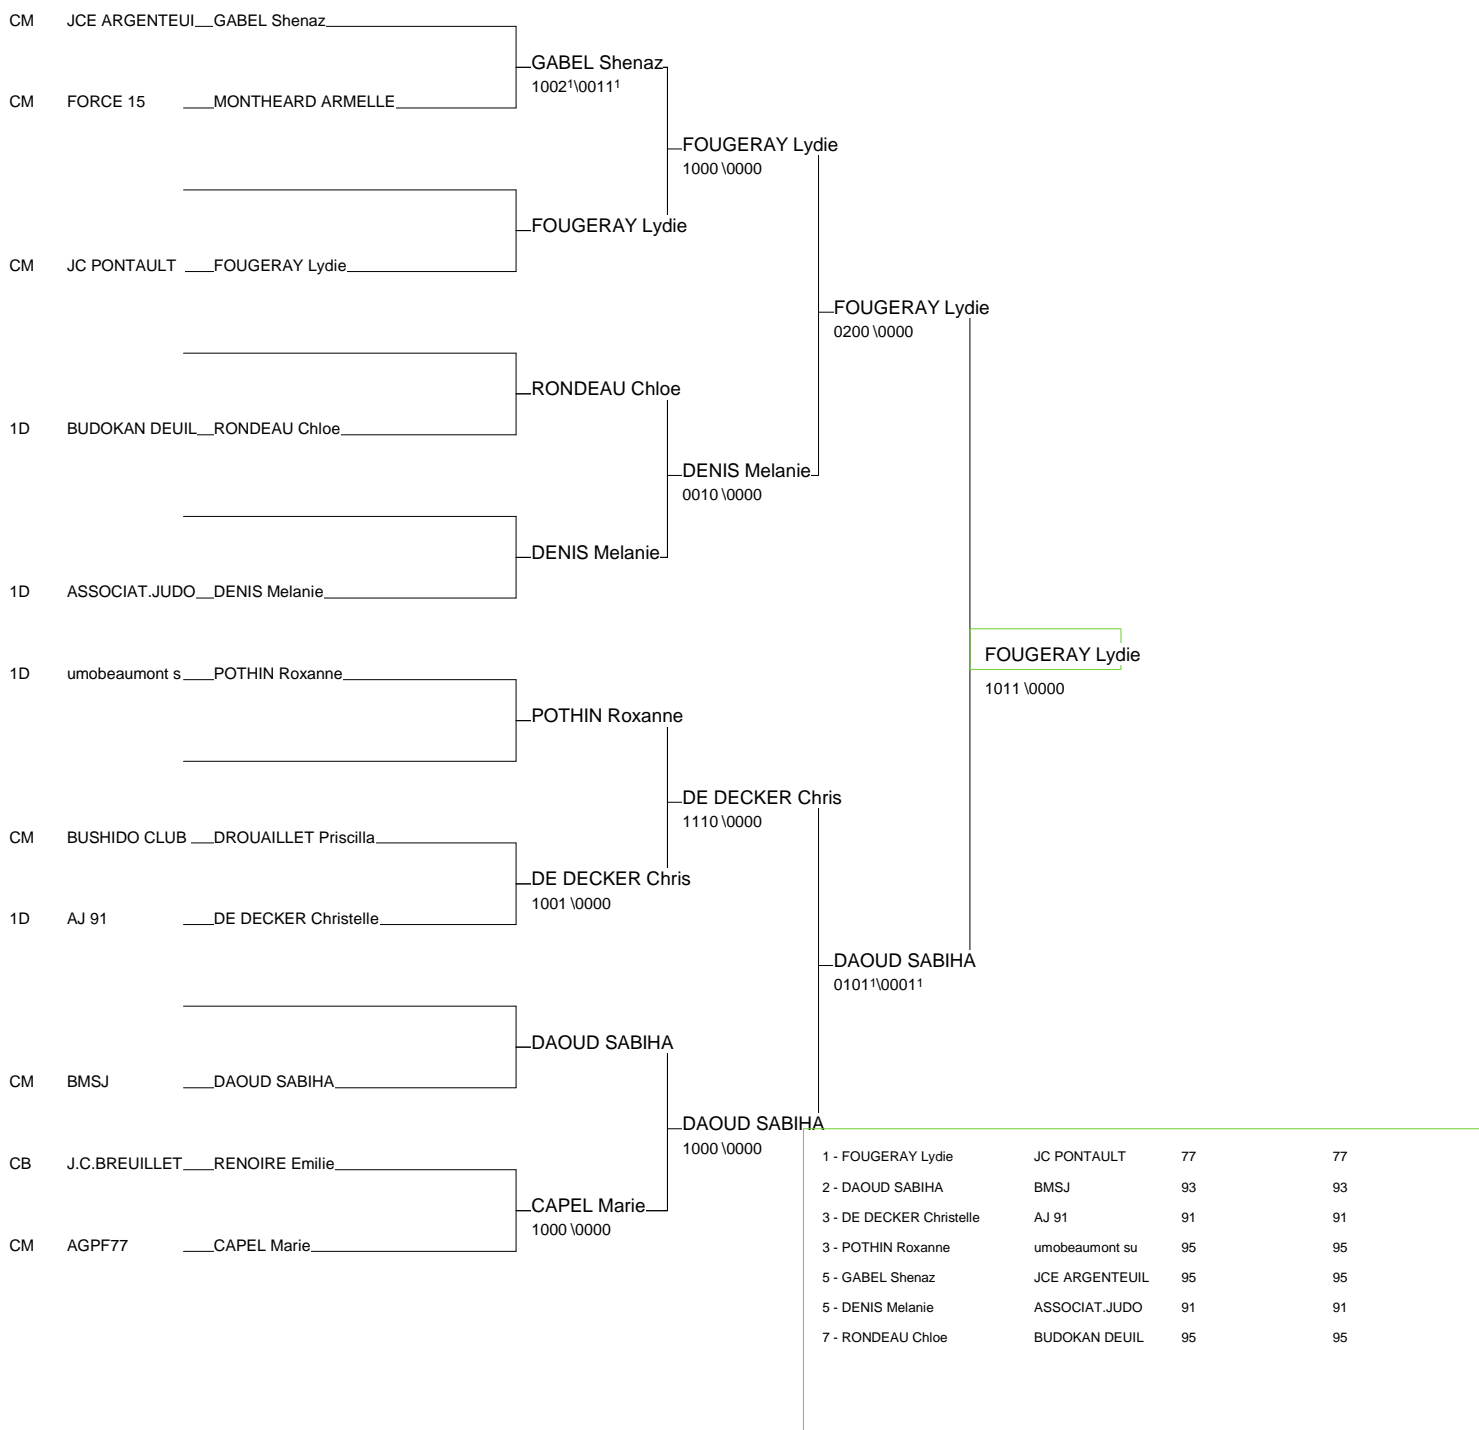 CM JCE ARGENTEUI GABEL Shenaz
GABEL Shenaz
1002¹\0011¹
CM FORCE 15 MONTHEARD ARMELLE
FOUGERAY Lydie
1000 \0000
FOUGERAY Lydie
CM JC PONTAULT FOUGERAY Lydie
FOUGERAY Lydie
0200 \0000
RONDEAU Chloe
1D BUDOKAN DEUIL RONDEAU Chloe
DENIS Melanie
0010 \0000
DENIS Melanie
1D ASSOCIAT.JUDO DENIS Melanie
FOUGERAY Lydie
1D umobeaumont s POTHIN Roxanne
1011 \0000
POTHIN Roxanne
DE DECKER Chris
1110 \0000
CM BUSHIDO CLUB DROUAILLET Priscilla
DE DECKER Chris
1001 \0000
1D AJ 91 DE DECKER Christelle
DAOUD SABIHA
0101¹\0001¹
DAOUD SABIHA
CM BMSJ DAOUD SABIHA
DAOUD SABIHA
1000 \0000
CB J.C.BREUILLET RENOIRE Emilie
CAPEL Marie
1000 \0000
CM AGPF77 CAPEL Marie
1 - FOUGERAY Lydie JC PONTAULT 77 77
2 - DAOUD SABIHA BMSJ 93 93
3 - DE DECKER Christelle AJ 91 91 91
3 - POTHIN Roxanne umobeaumont su 95 95
5 - GABEL Shenaz JCE ARGENTEUIL 95 95
5 - DENIS Melanie ASSOCIAT.JUDO 91 91
7 - RONDEAU Chloe BUDOKAN DEUIL 95 95